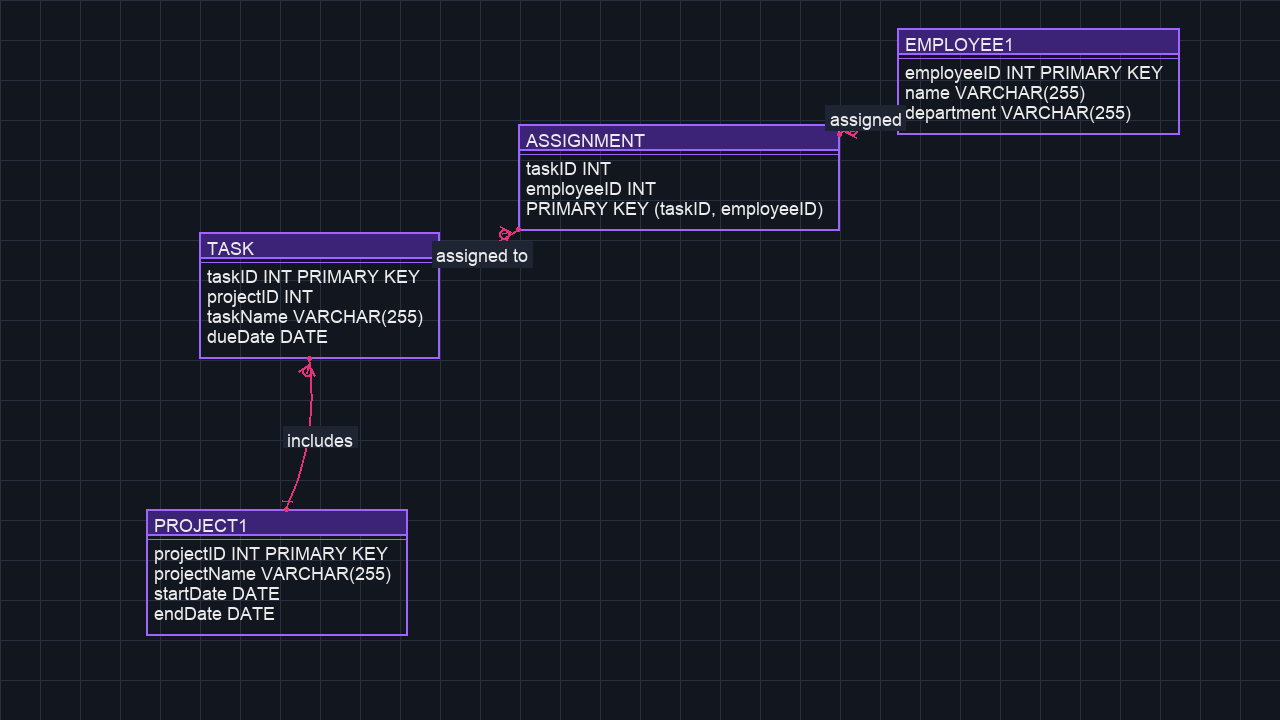 EMPLOYEE1
employeeID INT PRIMARY KEY
name VARCHAR(255)
department VARCHAR(255)
assigned
ASSIGNMENT
taskID INT
employeeID INT
PRIMARY KEY (taskID, employeeID)
assigned to
TASK
taskID INT PRIMARY KEY
projectID INT
taskName VARCHAR(255)
dueDate DATE
includes
PROJECT1
projectID INT PRIMARY KEY
projectName VARCHAR(255)
startDate DATE
endDate DATE